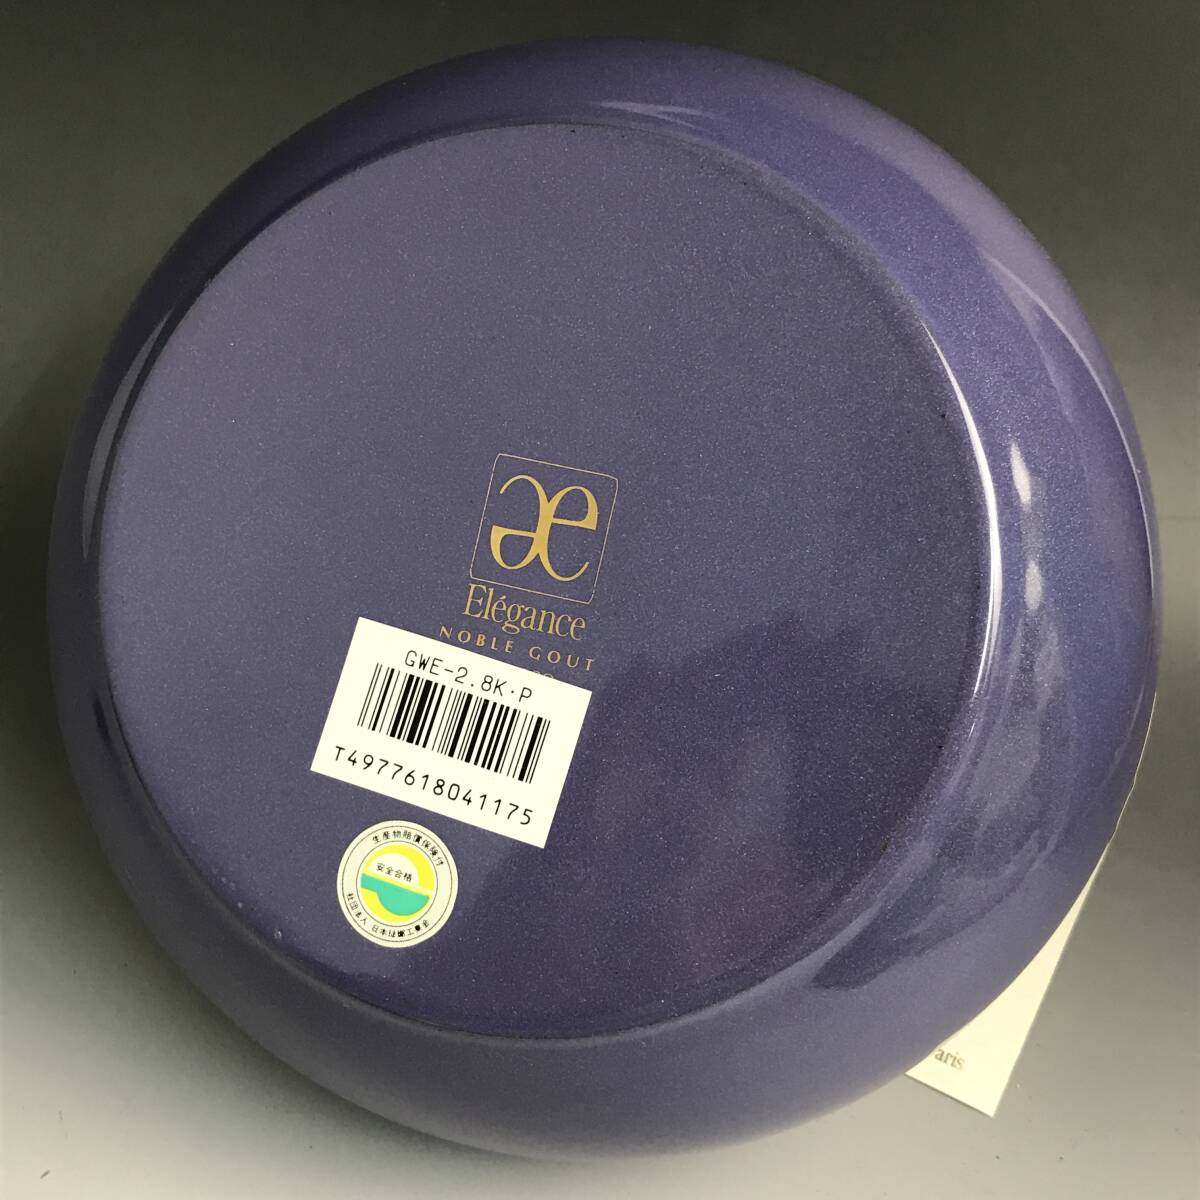 æ
Elégance
NOBLE GOUT
GWE-2.8K·P
T4977618041175
生産物賠償保険付
安全合格
社団法人 日本琺瑯工業会
aris